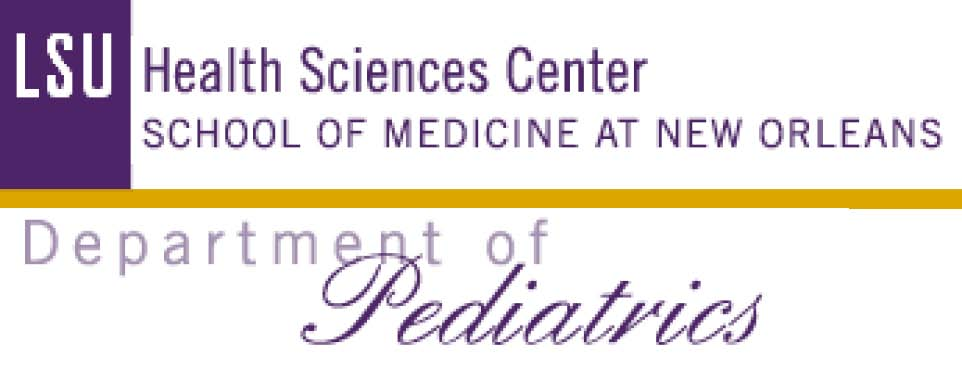 LSU Health Sciences Center
SCHOOL OF MEDICINE AT NEW ORLEANS
Department of
Pediatrics